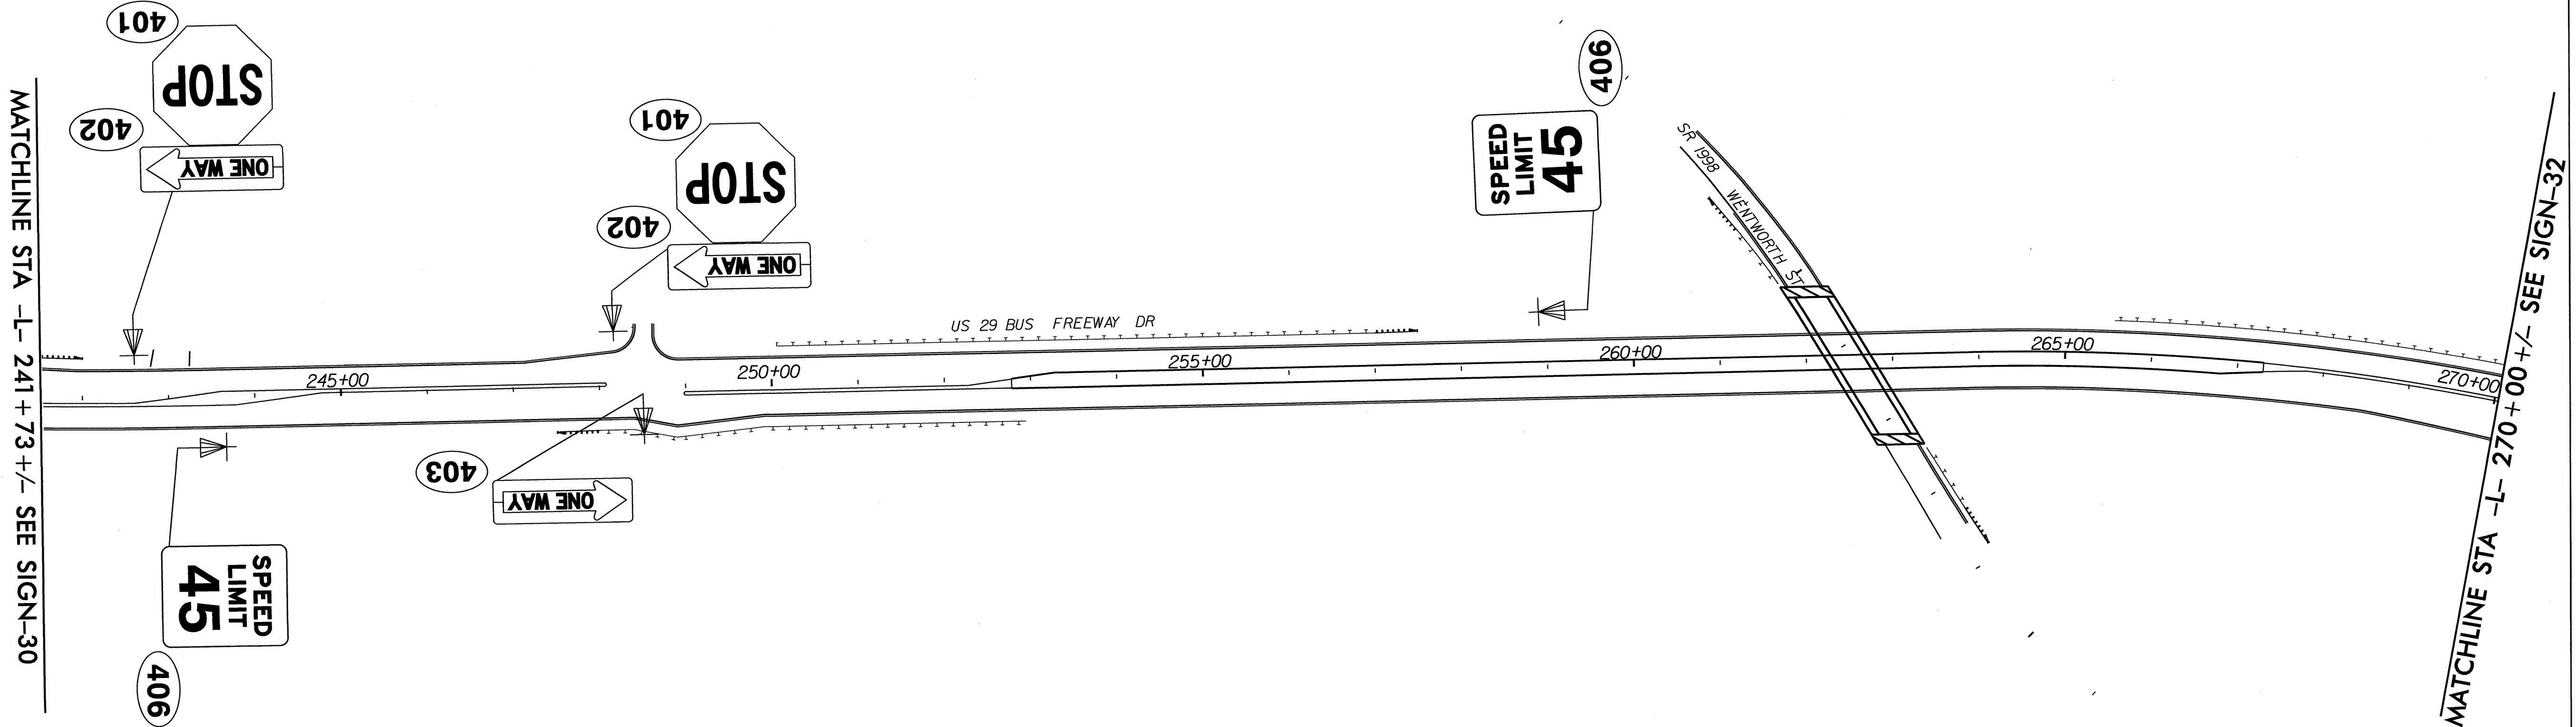 MATCHLINE STA -L- 241+73+/- SEE SIGN-30
401
STOP
402
ONE WAY
401
STOP
402
ONE WAY
406
SPEED
LIMIT
45
SR 1998 WENTWORTH ST
US 29 BUS FREEWAY DR
245+00
250+00
255+00
260+00
265+00
270+00
403
ONE WAY
SPEED
LIMIT
45
406
MATCHLINE STA -L- 270+00+/- SEE SIGN-32